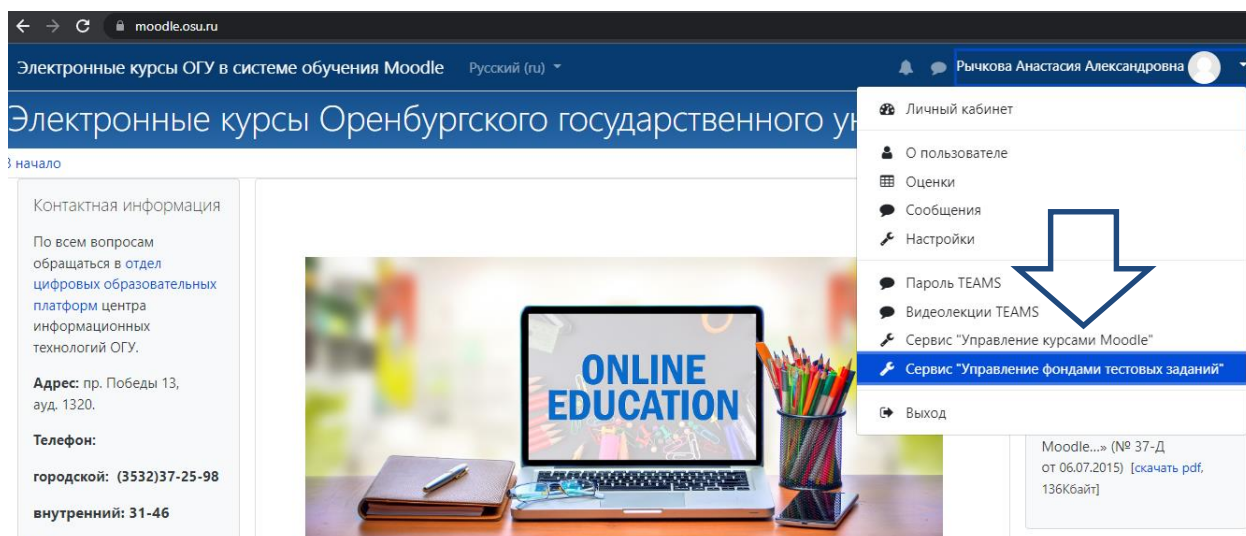 moodle.osu.ru
Электронные курсы ОГУ в системе обучения Moodle
Русский (ru)
Рычкова Анастасия Александровна
Электронные курсы Оренбургского государственного
начало
Контактная информация
По всем вопросам
обращаться в отдел
цифровых образовательных
платформ центра
информационных
технологий ОГУ.
Адрес: пр. Победы 13,
ауд. 1320.
Телефон:
городской: (3532)37-25-98
внутренний: 31-46
ONLINE
EDUCATION
Личный кабинет
О пользователе
Оценки
Сообщения
Настройки
Пароль TEAMS
Видеолекции TEAMS
Сервис "Управление курсами Moodle"
Сервис "Управление фондами тестовых заданий"
Выход
Moodle...» (№ 37-Д
от 06.07.2015) [скачать pdf,
136Кбайт]